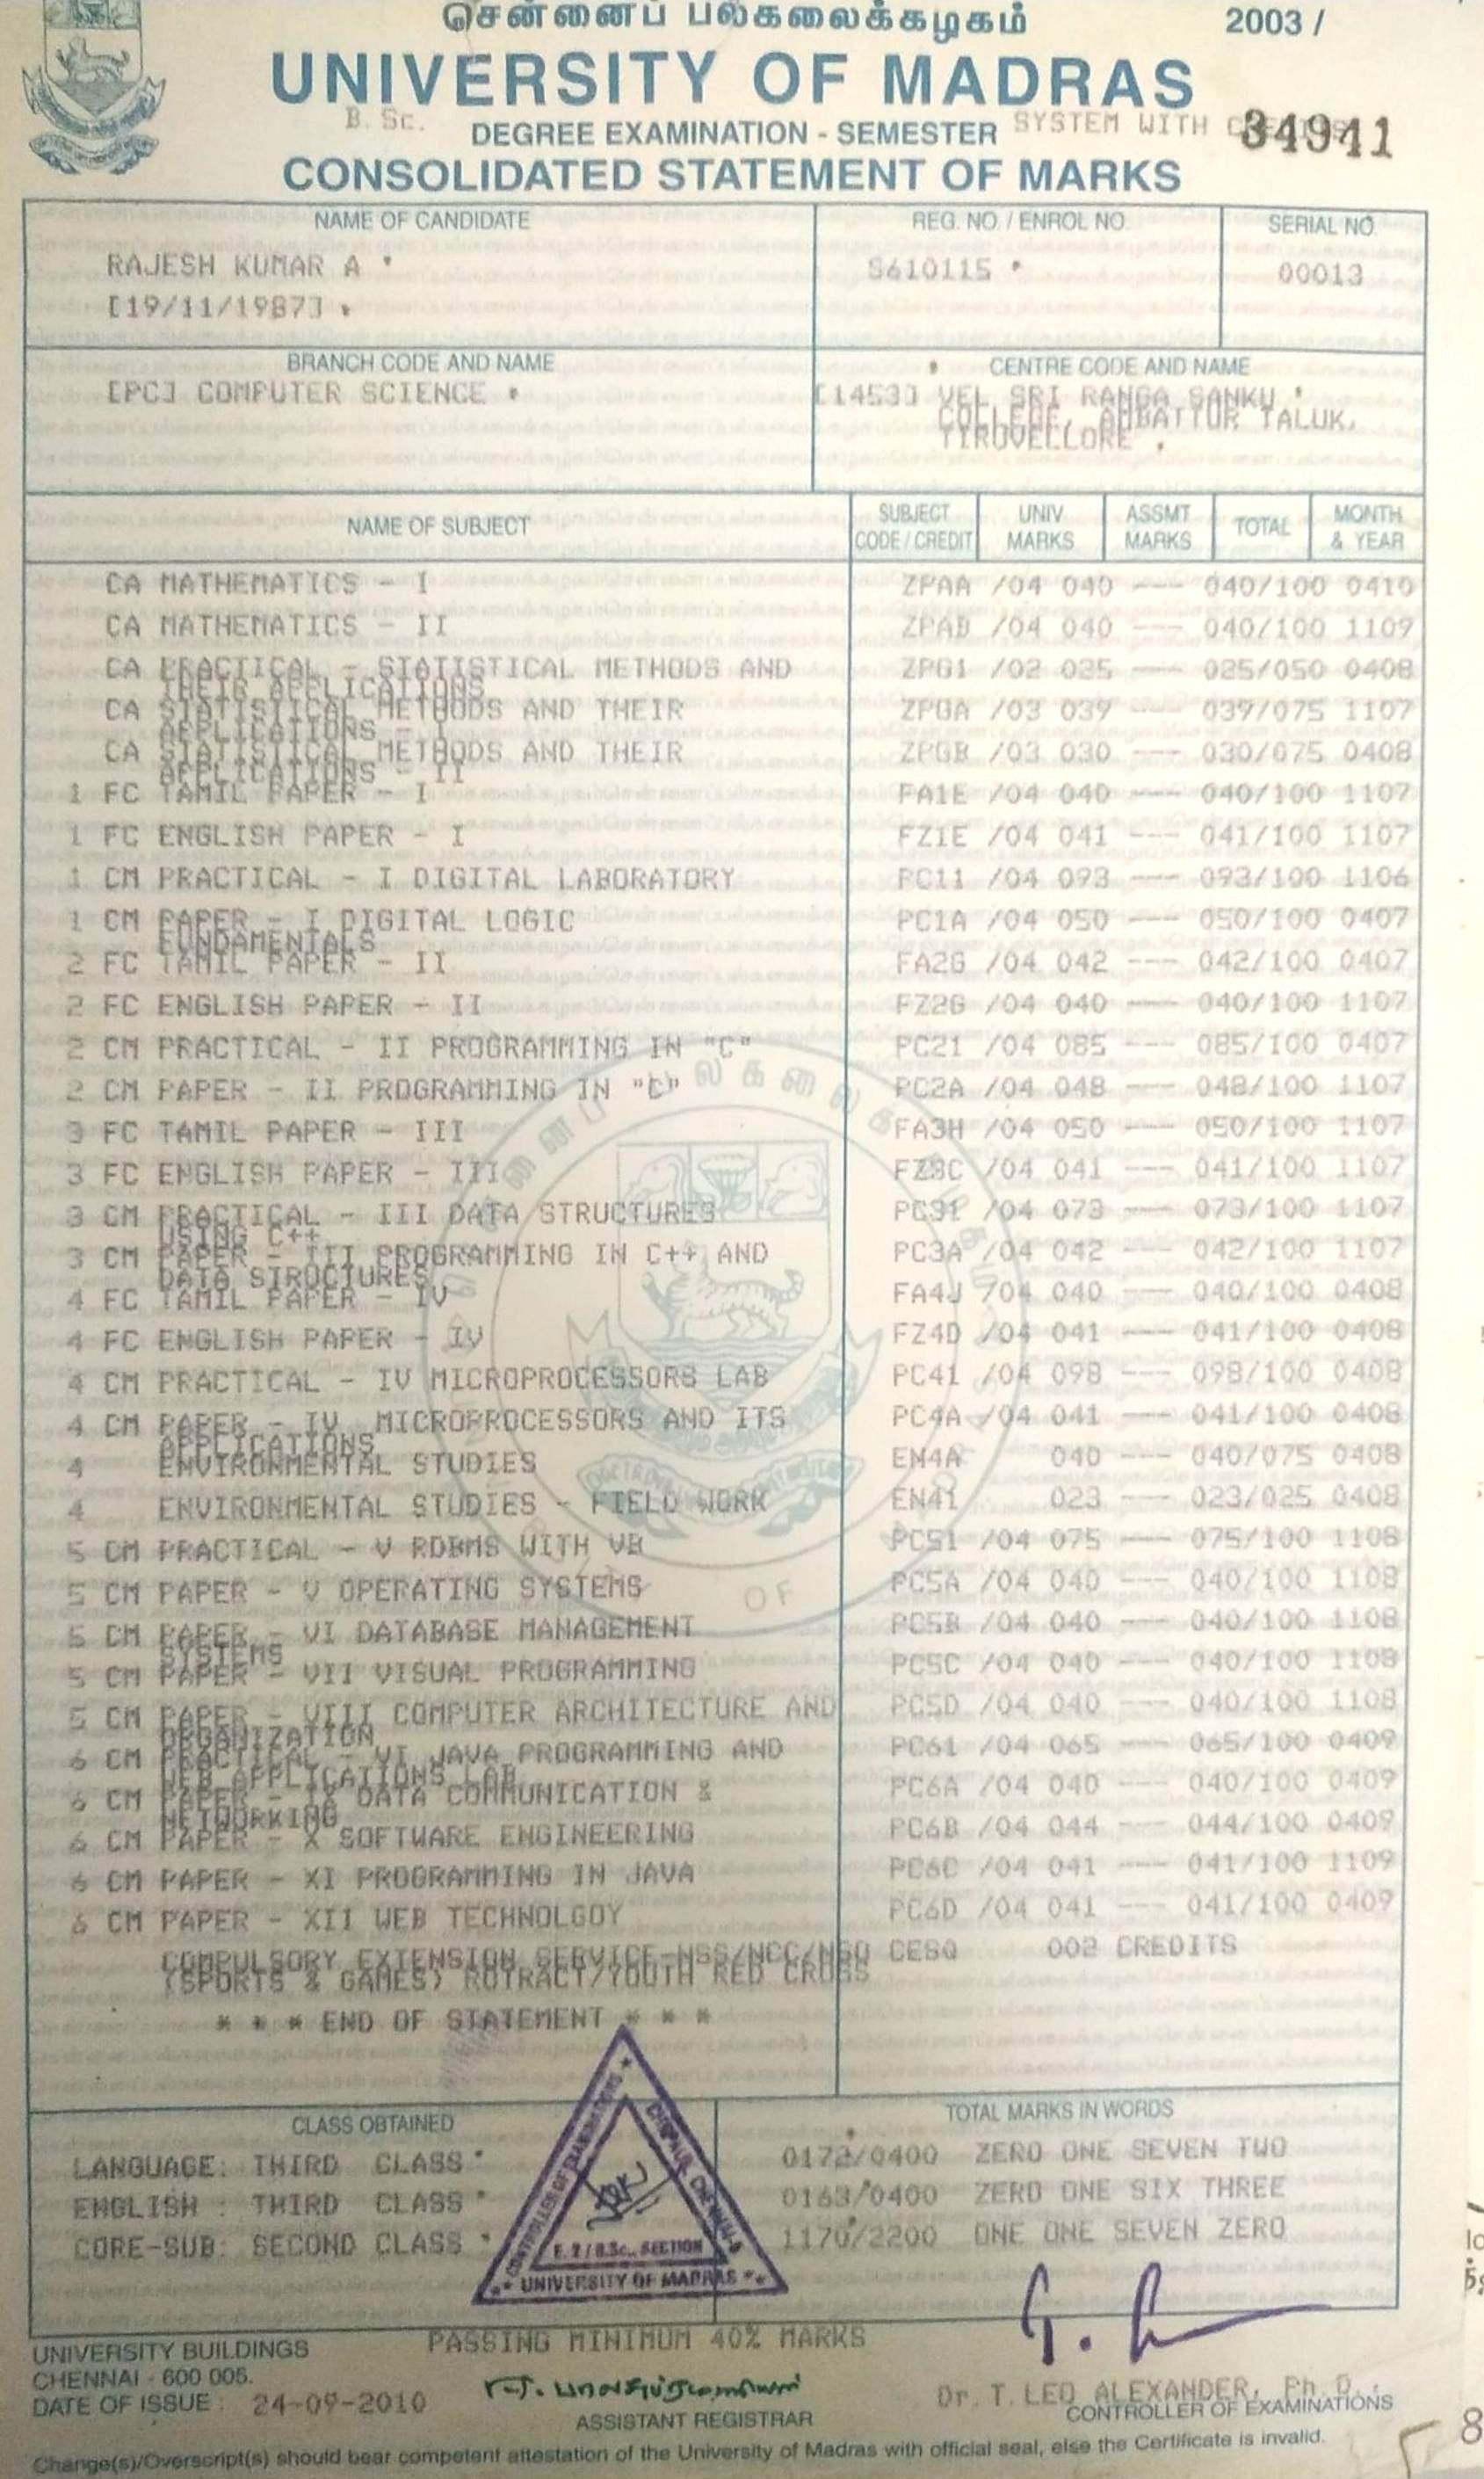 சென்னைப் பல்கலைக்கழகம் 2003 /
UNIVERSITY OF MADRAS
B. Sc. DEGREE EXAMINATION - SEMESTER SYSTEM WITH 34941
CONSOLIDATED STATEMENT OF MARKS
NAME OF CANDIDATE REG. NO. / ENROL NO. SERIAL NO.
RAJESH KUMAR A S610115 00013
[19/11/1987]
BRANCH CODE AND NAME CENTRE CODE AND NAME
[PC] COMPUTER SCIENCE [1453] VEL SRI RANGA SANKU
COLLEGE, AMBATTUR TALUK,
TIRUVELLORE
NAME OF SUBJECT SUBJECT CODE / CREDIT UNIV MARKS ASSMT MARKS TOTAL MONTH & YEAR
CA MATHEMATICS - I ZPAA /04 040 --- 040/100 0410
CA MATHEMATICS - II ZPAB /04 040 --- 040/100 1109
CA PRACTICAL - STATISTICAL METHODS AND ZPG1 /02 025 --- 025/050 0408
THEIR APPLICATIONS
CA STATISTICAL METHODS AND THEIR ZPGA /03 039 --- 039/075 1107
APPLICATIONS - I
CA STATISTICAL METHODS AND THEIR ZPGB /03 030 --- 030/075 0408
APPLICATIONS - II
1 FC TAMIL PAPER - I FA1E /04 040 --- 040/100 1107
1 FC ENGLISH PAPER - I FZ1E /04 041 --- 041/100 1107
1 CM PRACTICAL - I DIGITAL LABORATORY PC11 /04 093 --- 093/100 1106
1 CM PAPER - I DIGITAL LOGIC PC1A /04 050 --- 050/100 0407
FUNDAMENTALS
2 FC TAMIL PAPER - II FA2G /04 042 --- 042/100 0407
2 FC ENGLISH PAPER - II FZ2G /04 040 --- 040/100 1107
2 CM PRACTICAL - II PROGRAMMING IN "C" PC21 /04 085 --- 085/100 0407
2 CM PAPER - II PROGRAMMING IN "C" PC2A /04 048 --- 048/100 1107
3 FC TAMIL PAPER - III FA3H /04 050 --- 050/100 1107
3 FC ENGLISH PAPER - III FZ3C /04 041 --- 041/100 1107
3 CM PRACTICAL - III DATA STRUCTURES PC31 /04 073 --- 073/100 1107
USING C++
3 CM PAPER - III PROGRAMMING IN C++ AND PC3A /04 042 --- 042/100 1107
DATA STRUCTURES
4 FC TAMIL PAPER - IV FA4J /04 040 --- 040/100 0408
4 FC ENGLISH PAPER - IV FZ4D /04 041 --- 041/100 0408
4 CM PRACTICAL - IV MICROPROCESSORS LAB PC41 /04 098 --- 098/100 0408
4 CM PAPER - IV MICROPROCESSORS AND ITS PC4A /04 041 --- 041/100 0408
APPLICATIONS
4 ENVIRONMENTAL STUDIES EN4A 040 --- 040/075 0408
4 ENVIRONMENTAL STUDIES - FIELD WORK EN41 023 --- 023/025 0408
5 CM PRACTICAL - V RDBMS WITH VB PC51 /04 075 --- 075/100 1108
5 CM PAPER - V OPERATING SYSTEMS PC5A /04 040 --- 040/100 1108
5 CM PAPER - VI DATABASE MANAGEMENT PC5B /04 040 --- 040/100 1108
SYSTEMS
5 CM PAPER - VII VISUAL PROGRAMMING PC5C /04 040 --- 040/100 1108
5 CM PAPER - VIII COMPUTER ARCHITECTURE AND PC5D /04 040 --- 040/100 1108
ORGANIZATION
6 CM PRACTICAL - VI JAVA PROGRAMMING AND PC61 /04 065 --- 065/100 0409
WEB APPLICATIONS LAB
6 CM PAPER - IX DATA COMMUNICATION & PC6A /04 040 --- 040/100 0409
NETWORKING
6 CM PAPER - X SOFTWARE ENGINEERING PC6B /04 044 --- 044/100 0409
6 CM PAPER - XI PROGRAMMING IN JAVA PC6C /04 041 --- 041/100 1109
6 CM PAPER - XII WEB TECHNOLGOY PC6D /04 041 --- 041/100 0409
COMPULSORY EXTENSION SERVICE-NSS/NCC/NSO CESQ 002 CREDITS
(SPORTS & GAMES) ROTRACT/YOUTH RED CROSS
* * * END OF STATEMENT * * *
CLASS OBTAINED TOTAL MARKS IN WORDS
LANGUAGE: THIRD CLASS 0172/0400 ZERO ONE SEVEN TWO
ENGLISH : THIRD CLASS 0163/0400 ZERO ONE SIX THREE
CORE-SUB: SECOND CLASS 1170/2200 ONE ONE SEVEN ZERO
CONTROLLER OF EXAMINATIONS
CHEPAUK, CHENNAI-5
E. 2 / B.Sc., SECTION
UNIVERSITY OF MADRAS
PASSING MINIMUM 40% MARKS
UNIVERSITY BUILDINGS
CHENNAI - 600 005.
DATE OF ISSUE : 24-09-2010
ASSISTANT REGISTRAR
Dr. T. LEO ALEXANDER, Ph. D.,
CONTROLLER OF EXAMINATIONS
Change(s)/Overscript(s) should bear competent attestation of the University of Madras with official seal, else the Certificate is invalid.